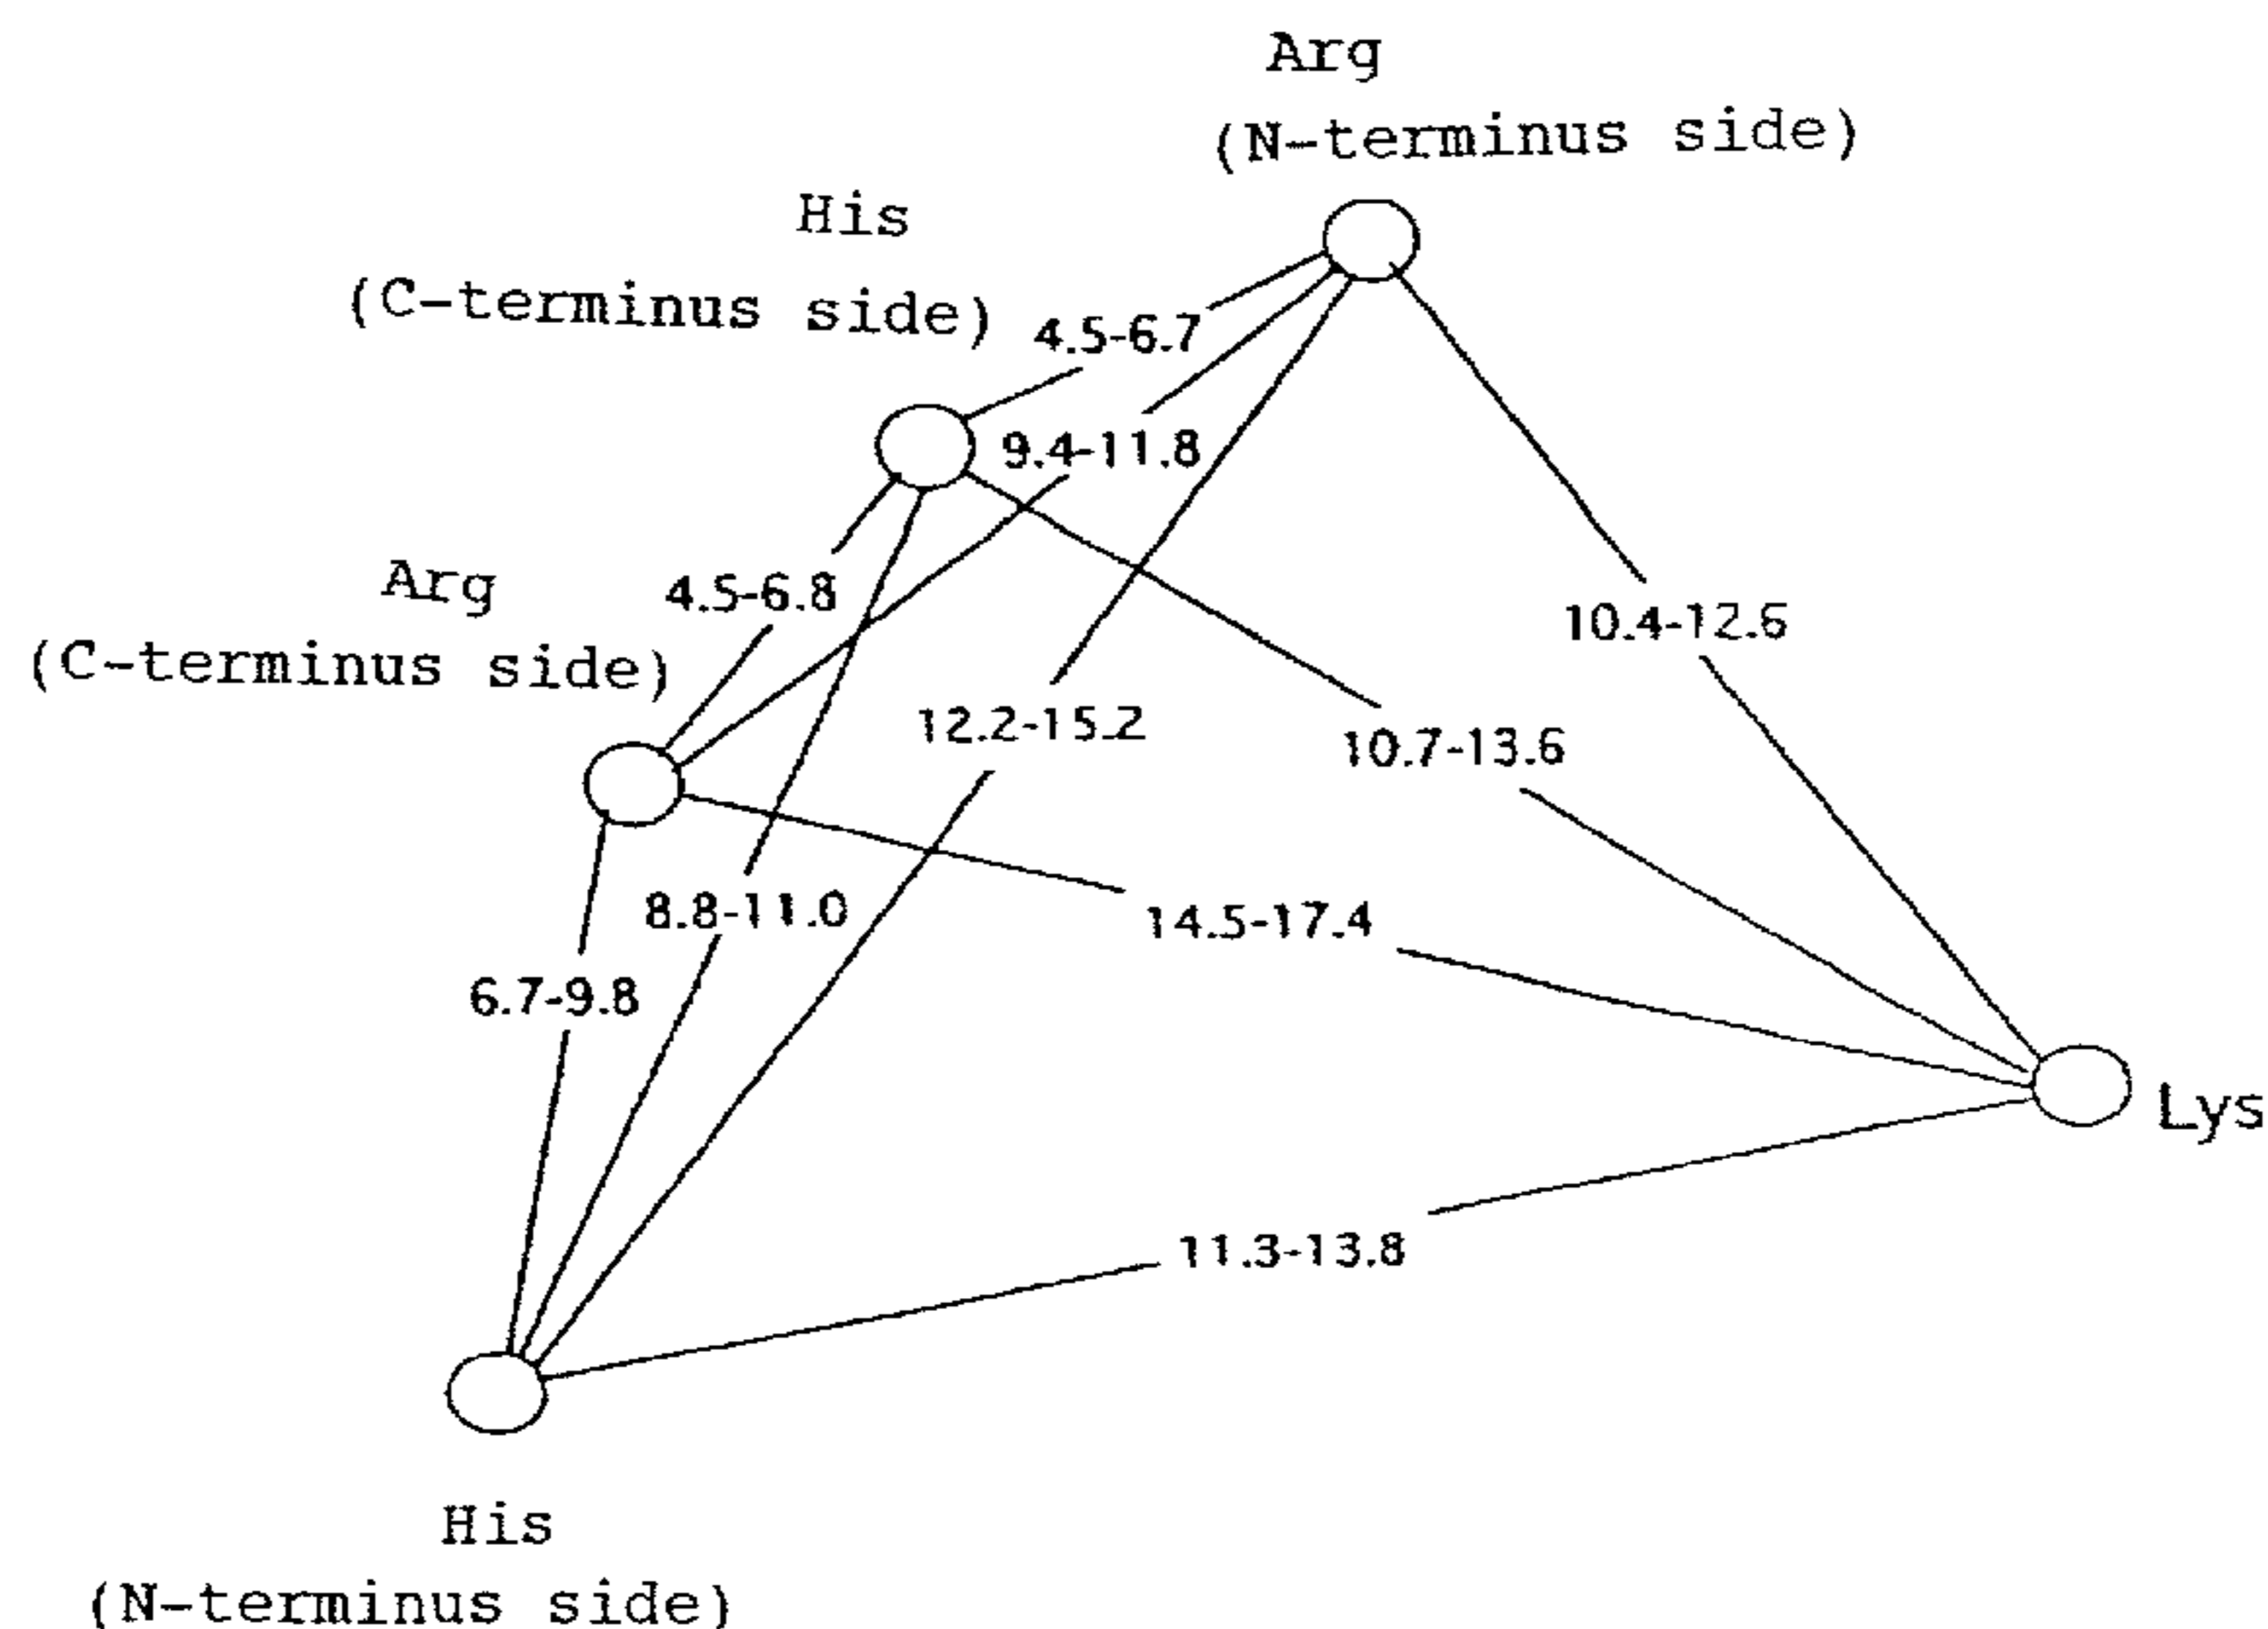 Arg
(N-terminus side)
His
(C-terminus side)
4.5-6.7
9.4-11.8
Arg
(C-terminus side)
4.5-6.8
10.4-12.6
12.2-15.2
10.7-13.6
8.8-11.0
14.5-17.4
6.7-9.8
Lys
11.3-13.8
His
(N-terminus side)